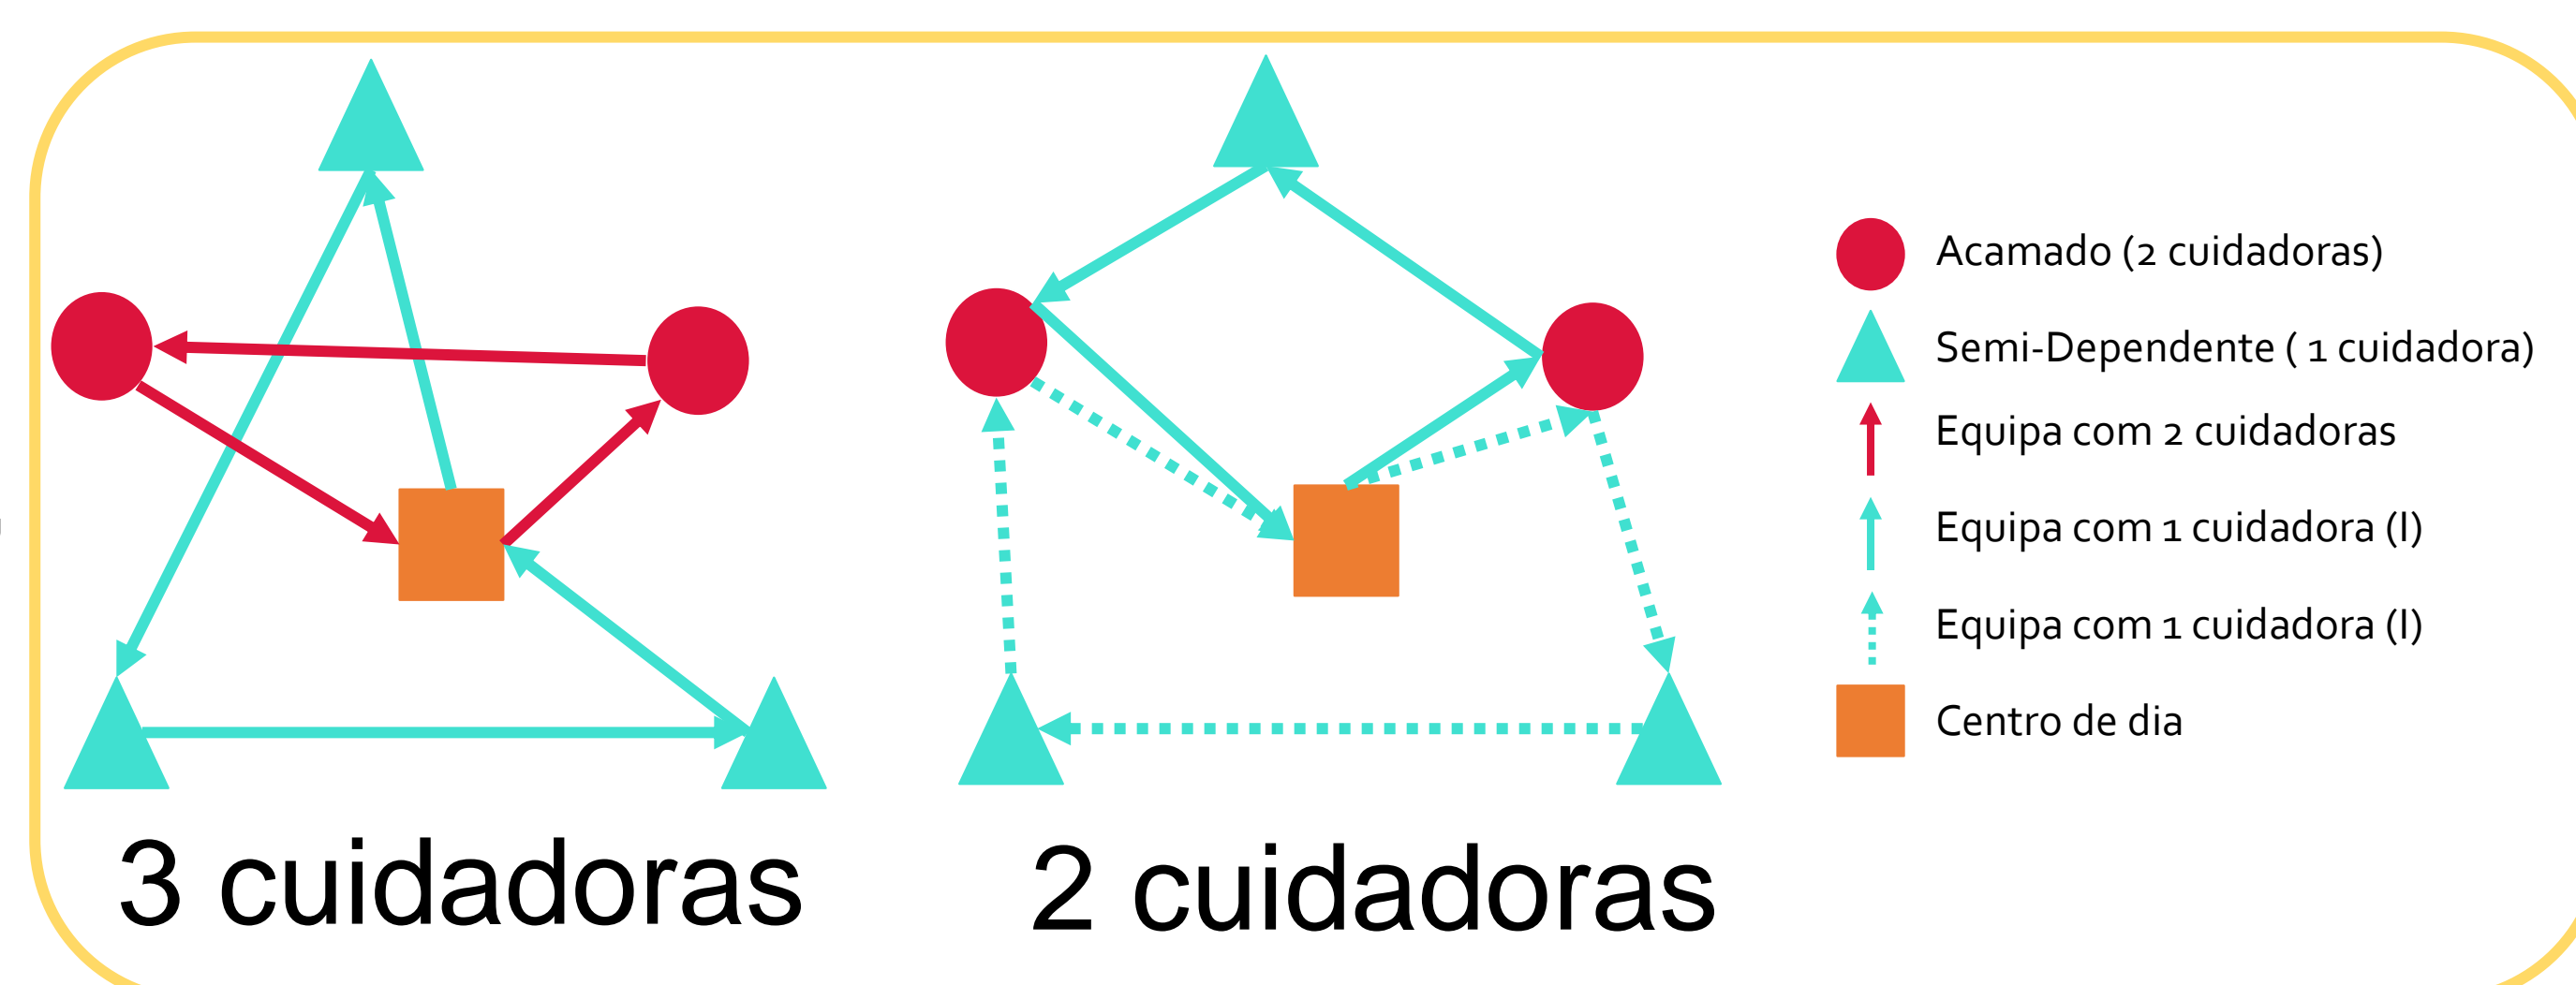 Acamado (2 cuidadoras)
Semi-Dependente ( 1 cuidadora)
Equipa com 2 cuidadoras
Equipa com 1 cuidadora (I)
Equipa com 1 cuidadora (I)
Centro de dia
3 cuidadoras
2 cuidadoras